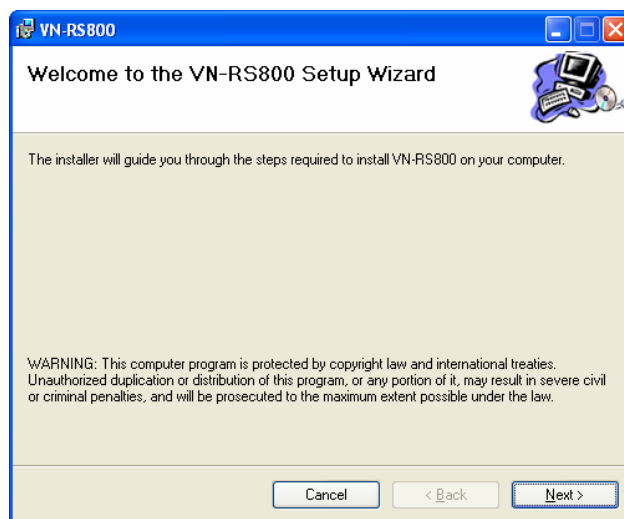 VN-RS800
Welcome to the VN-RS800 Setup Wizard
The installer will guide you through the steps required to install VN-RS800 on your computer.
WARNING: This computer program is protected by copyright law and international treaties.
Unauthorized duplication or distribution of this program, or any portion of it, may result in severe civil
or criminal penalties, and will be prosecuted to the maximum extent possible under the law.
Cancel
< Back
Next >